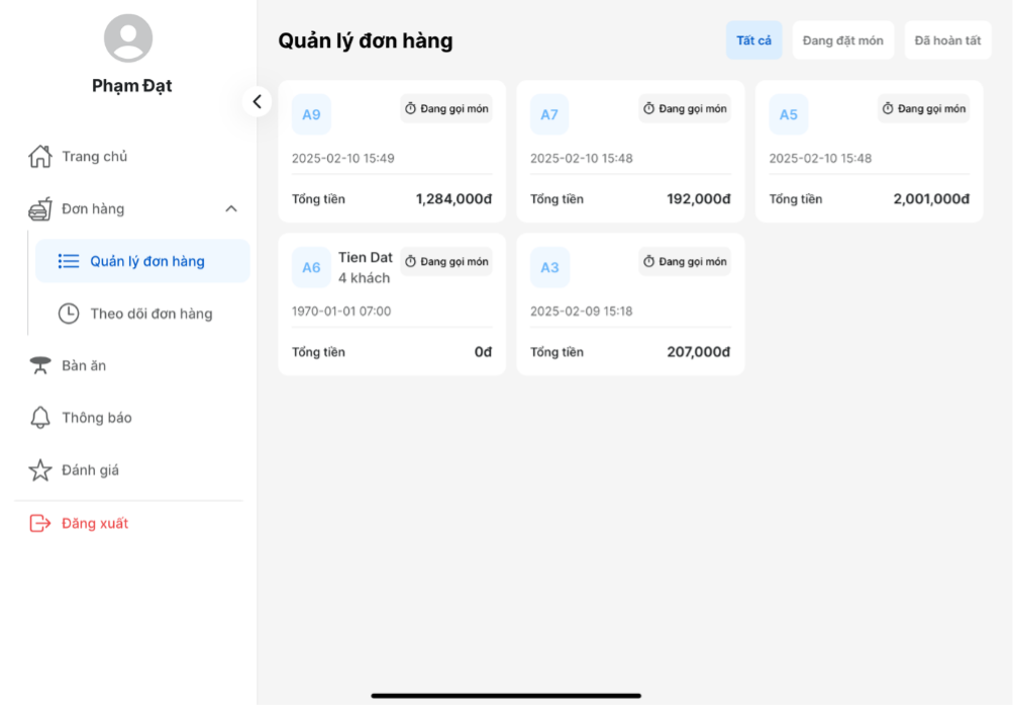 Phạm Đạt
Trang chủ
Đơn hàng
Quản lý đơn hàng
Theo dõi đơn hàng
Bàn ăn
Thông báo
Đánh giá
Đăng xuất
Quản lý đơn hàng
Tất cả
Đang đặt món
Đã hoàn tất
A9
Đang gọi món
2025-02-10 15:49
Tổng tiền 1,284,000đ
A7
Đang gọi món
2025-02-10 15:48
Tổng tiền 192,000đ
A5
Đang gọi món
2025-02-10 15:48
Tổng tiền 2,001,000đ
A6
Tien Dat
4 khách
Đang gọi món
1970-01-01 07:00
Tổng tiền 0đ
A3
Đang gọi món
2025-02-09 15:18
Tổng tiền 207,000đ